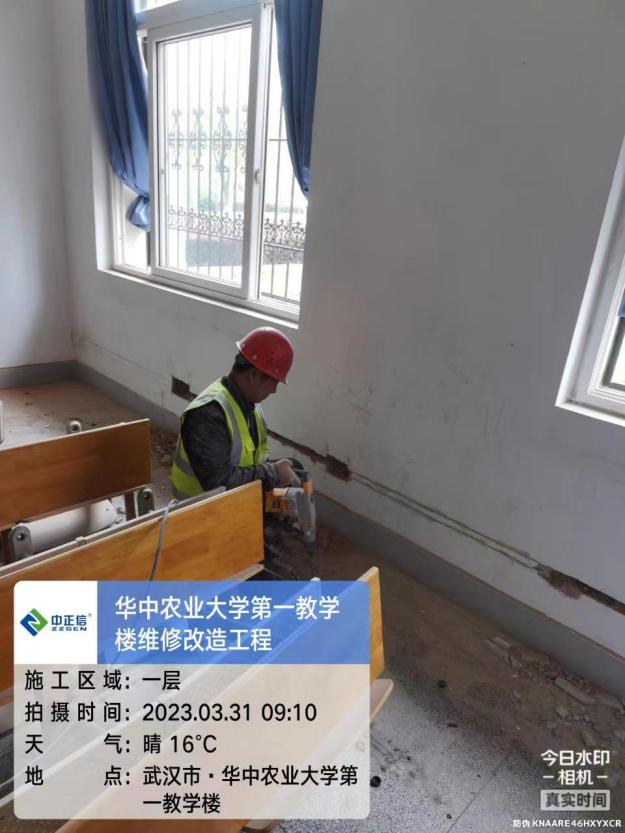 中正信®
ZZSEN
华中农业大学第一教学
楼维修改造工程
施工区域：一层
拍摄时间：2023.03.31 09:10
天气：晴 16℃
地点：武汉市·华中农业大学第
一教学楼
今日水印
-相机-
真实时间
防伪 KNAARE46HXYXCR